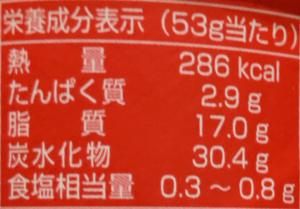 栄養成分表示（53g当たり）
熱量 286 kcal
たんぱく質 2.9 g
脂質 17.0 g
炭水化物 30.4 g
食塩相当量 0.3 ～ 0.8 g